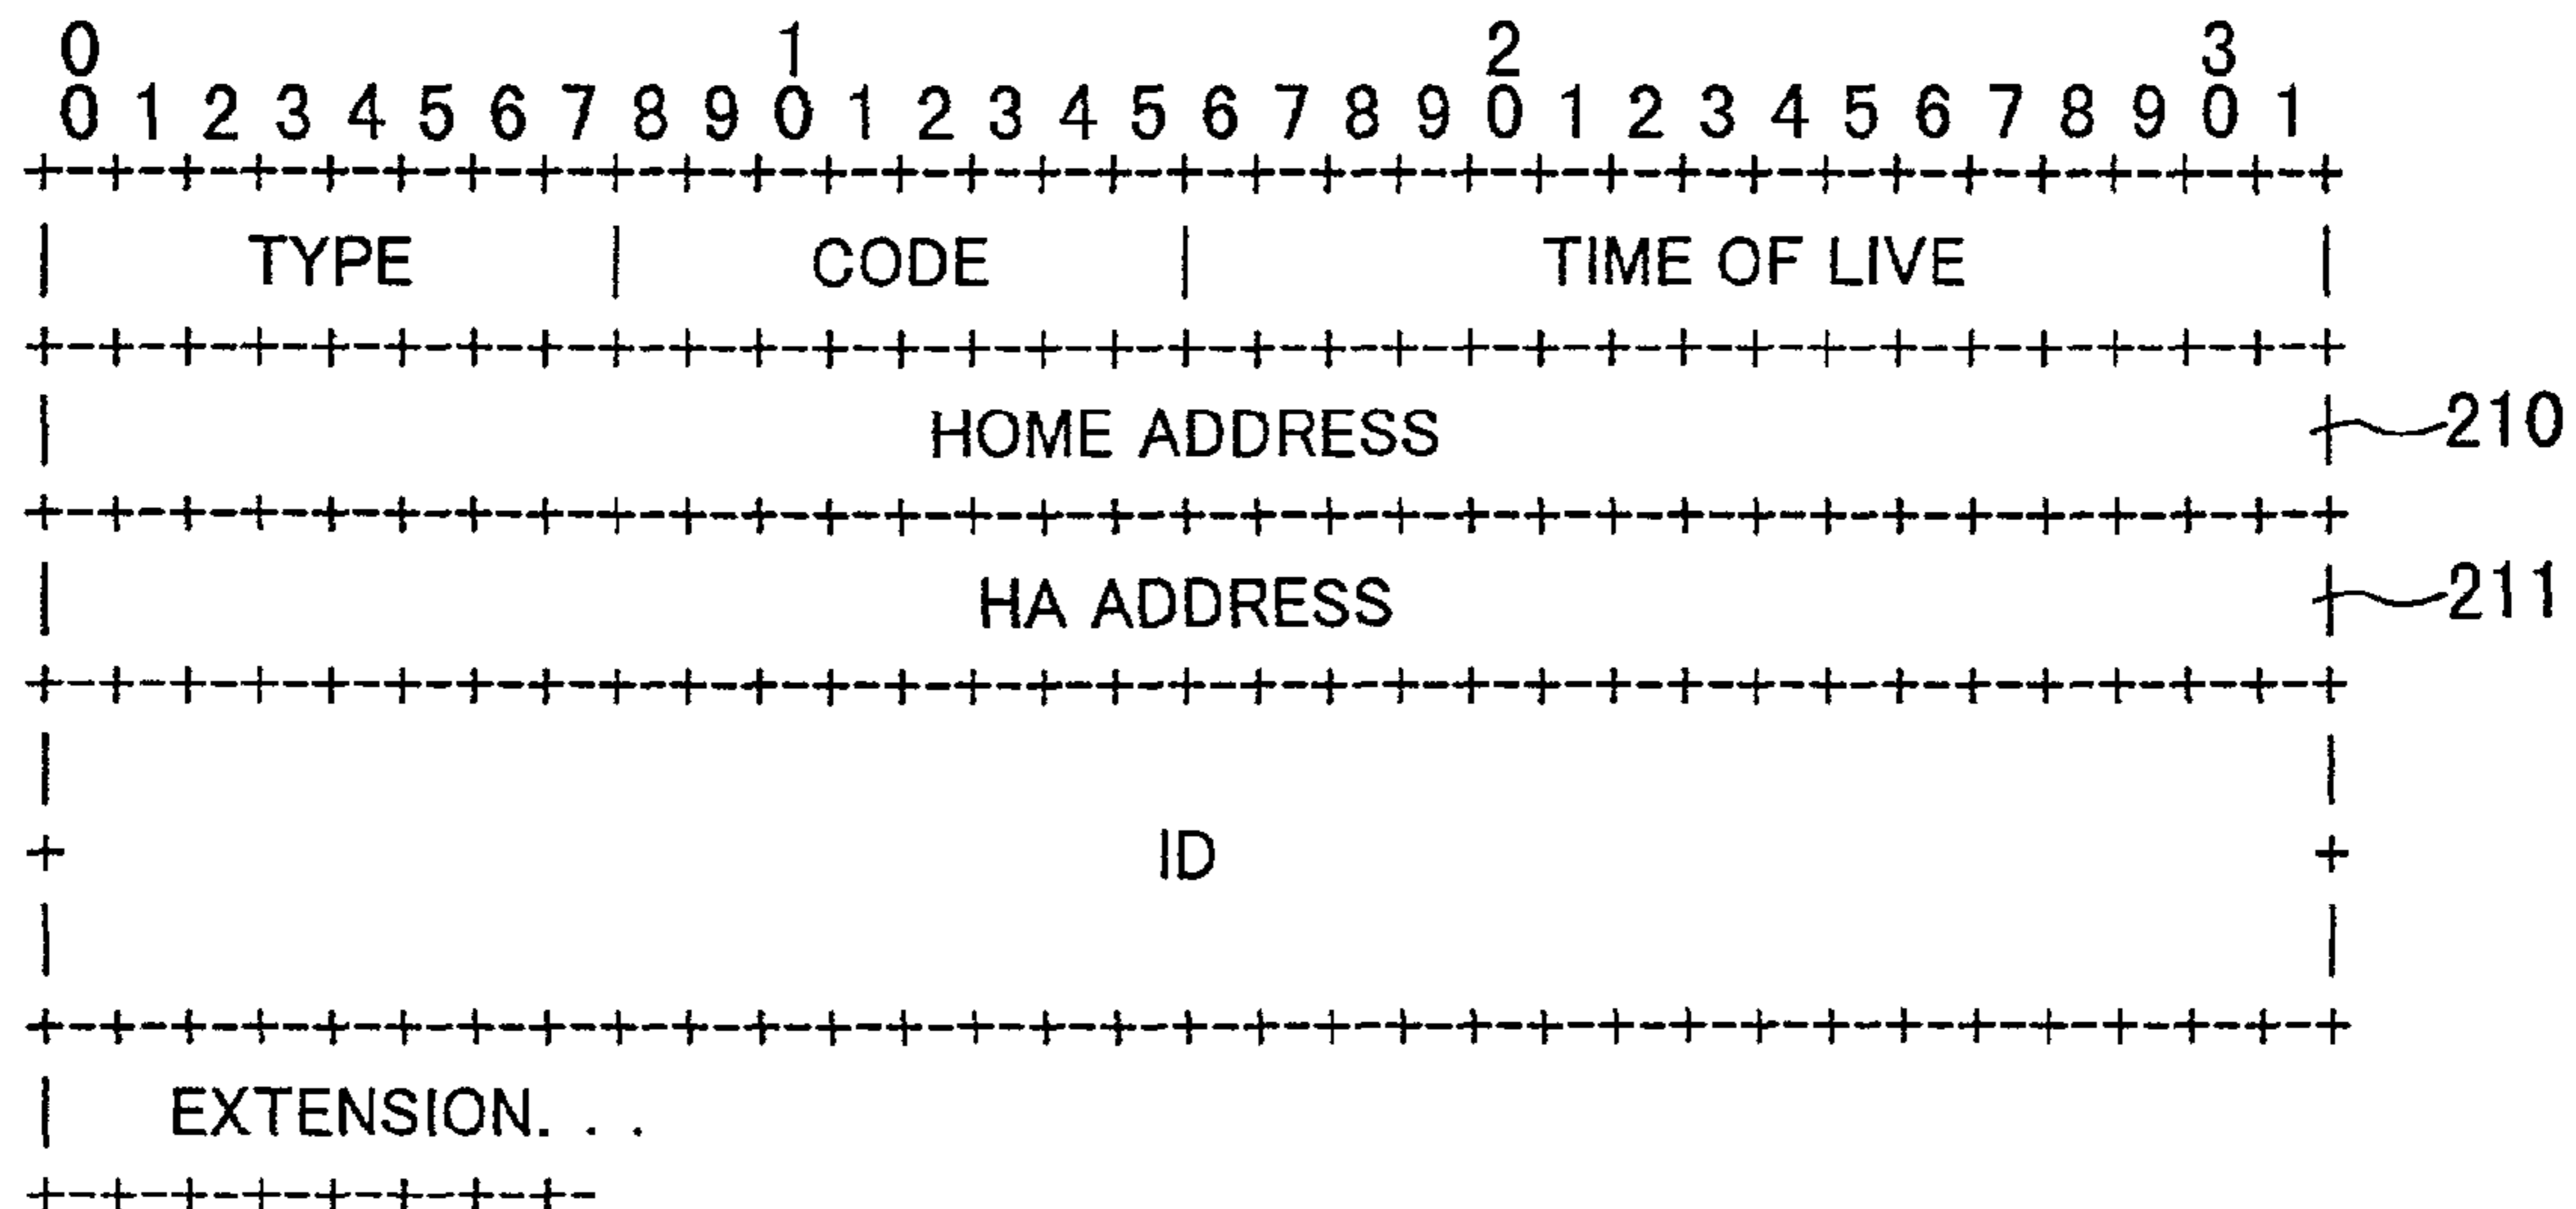 0 1 2 3
0 1 2 3 4 5 6 7 8 9 0 1 2 3 4 5 6 7 8 9 0 1 2 3 4 5 6 7 8 9 0 1
+-+-+-+-+-+-+-+-+-+-+-+-+-+-+-+-+-+-+-+-+-+-+-+-+-+-+-+-+-+-+-+-+
| TYPE | CODE | TIME OF LIVE |
+-+-+-+-+-+-+-+-+-+-+-+-+-+-+-+-+-+-+-+-+-+-+-+-+-+-+-+-+-+-+-+-+
| HOME ADDRESS | 210
+-+-+-+-+-+-+-+-+-+-+-+-+-+-+-+-+-+-+-+-+-+-+-+-+-+-+-+-+-+-+-+-+
| HA ADDRESS | 211
+-+-+-+-+-+-+-+-+-+-+-+-+-+-+-+-+-+-+-+-+-+-+-+-+-+-+-+-+-+-+-+-+
| |
+ ID +
| |
+-+-+-+-+-+-+-+-+-+-+-+-+-+-+-+-+-+-+-+-+-+-+-+-+-+-+-+-+-+-+-+-+
| EXTENSION. . .
+-+-+-+-+-+-+-+-